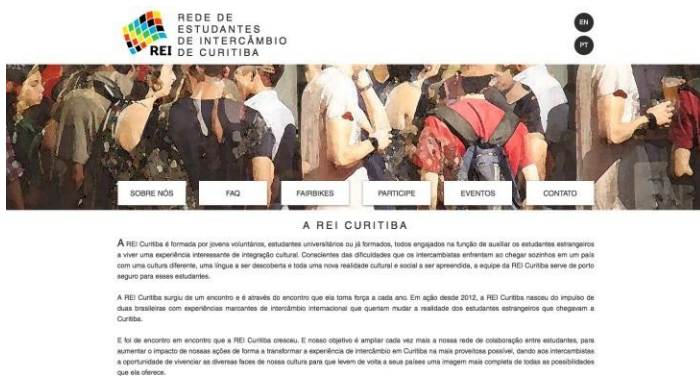 REDE DE
ESTUDANTES
DE INTERCÂMBIO
REI DE CURITIBA
EN
PT
SOBRE NÓS
FAQ
FAIRBIKES
PARTICIPE
EVENTOS
CONTATO
A REI CURITIBA
A REI Curitiba é formada por jovens voluntários, estudantes universitários ou já formados, todos engajados na função de auxiliar os estudantes estrangeiros
a viver uma experiência interessante de integração cultural. Conscientes das dificuldades que os intercambistas enfrentam ao chegar sozinhos em um país
com uma cultura diferente, uma língua a ser descoberta e toda uma nova realidade cultural e social a ser apreendida, a equipe da REI Curitiba serve de porto
seguro para esses estudantes.
A REI Curitiba surgiu de um encontro e é através do encontro que ela toma força a cada ano. Em ação desde 2012, a REI Curitiba nasceu do impulso de
duas brasileiras com experiências marcantes de intercâmbio internacional que queriam mudar a realidade dos estudantes estrangeiros que chegavam a
Curitiba.
E foi de encontro em encontro que a REI Curitiba cresceu. E nosso objetivo é ampliar cada vez mais a nossa rede de colaboração entre estudantes, para
aumentar o impacto de nossas ações de forma a transformar a experiência de intercâmbio em Curitiba na mais proveitosa possível, dando aos intercambistas
a oportunidade de vivenciar as diversas faces de nossa cultura para que levem de volta a seus países uma imagem mais completa de todas as possibilidades
que ela oferece.